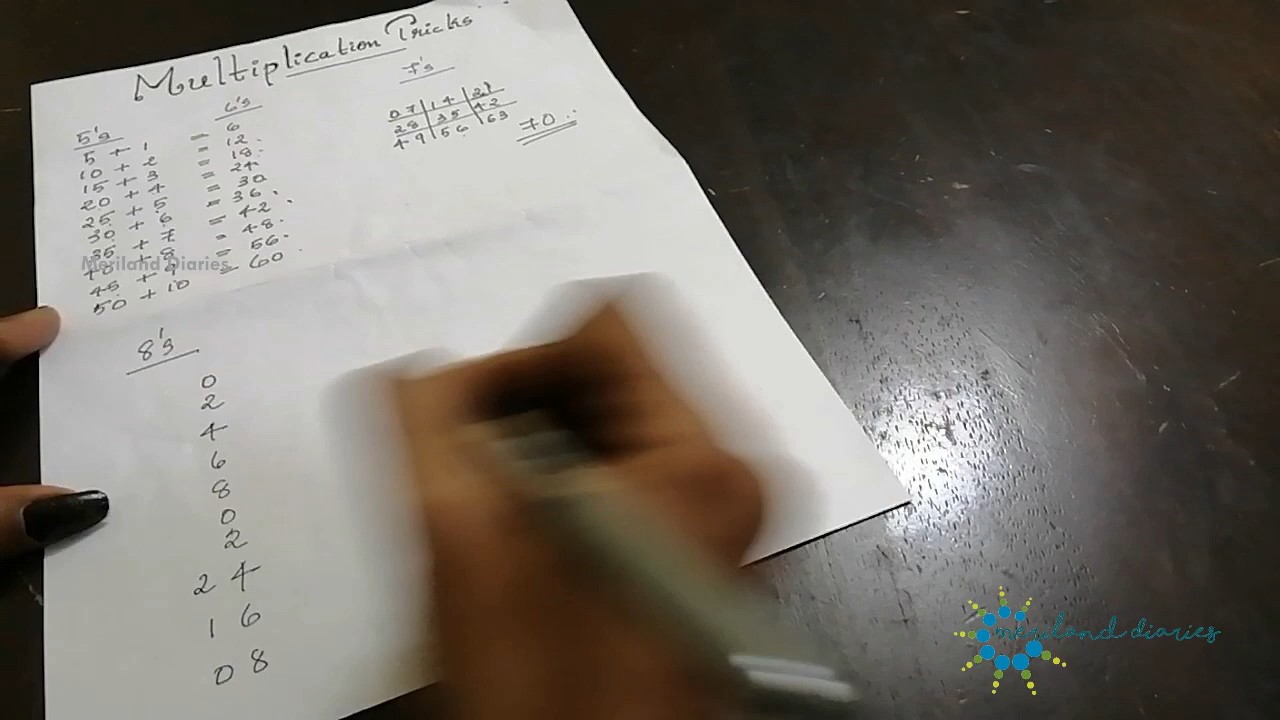 Multiplication Tricks
5's 6's
5 + 1 = 6
10 + 2 = 12.
15 + 3 = 18.
20 + 4 = 24
25 + 5 = 30
30 + 6 = 36.
35 + 7 = 42.
+ 8 = 48.
45 + = 56.
50 + 10 = 60.
7's
07 14 21
28 35 42
49 56 63
70.
8's
0
2
4
6
8
0
2
2 4
1 6
0 8
Meriland Diaries
meriland diaries